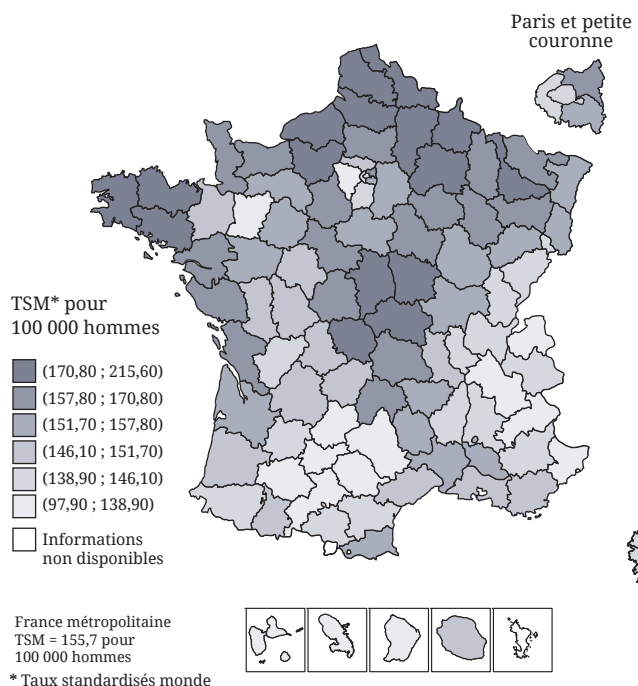 Paris et petite
couronne
TSM* pour
100 000 hommes
(170,80 ; 215,60)
(157,80 ; 170,80)
(151,70 ; 157,80)
(146,10 ; 151,70)
(138,90 ; 146,10)
(97,90 ; 138,90)
Informations
non disponibles
France métropolitaine
TSM = 155,7 pour
100 000 hommes
* Taux standardisés monde